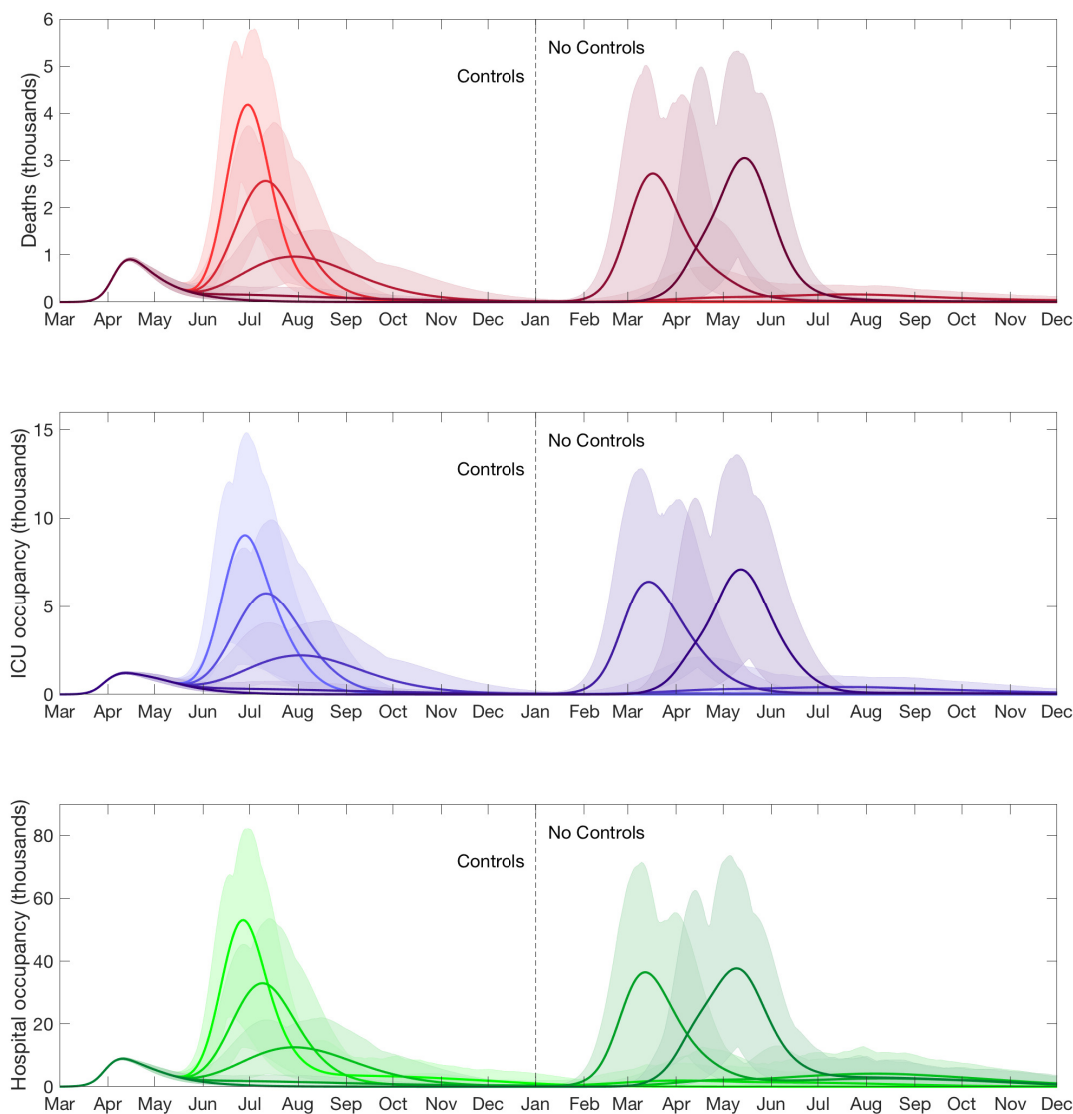 Deaths (thousands)
6
5
4
3
2
1
0
Controls
No Controls
Mar Apr May Jun Jul Aug Sep Oct Nov Dec Jan Feb Mar Apr May Jun Jul Aug Sep Oct Nov Dec
ICU occupancy (thousands)
15
10
5
0
Controls
No Controls
Mar Apr May Jun Jul Aug Sep Oct Nov Dec Jan Feb Mar Apr May Jun Jul Aug Sep Oct Nov Dec
Hospital occupancy (thousands)
80
60
40
20
0
Controls
No Controls
Mar Apr May Jun Jul Aug Sep Oct Nov Dec Jan Feb Mar Apr May Jun Jul Aug Sep Oct Nov Dec